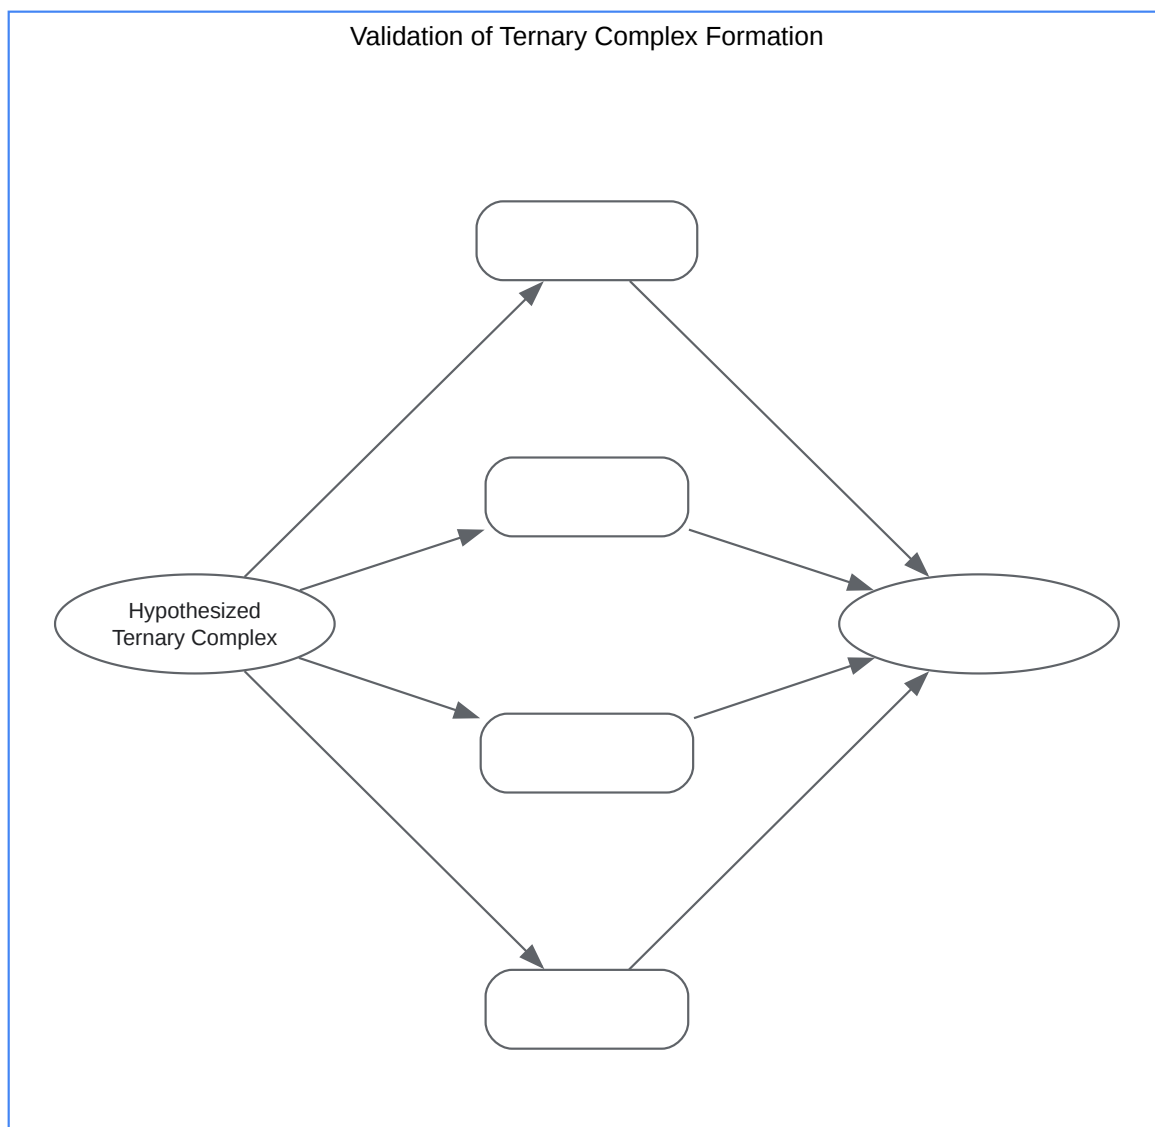 Validation of Ternary Complex Formation
Hypothesized
Ternary Complex